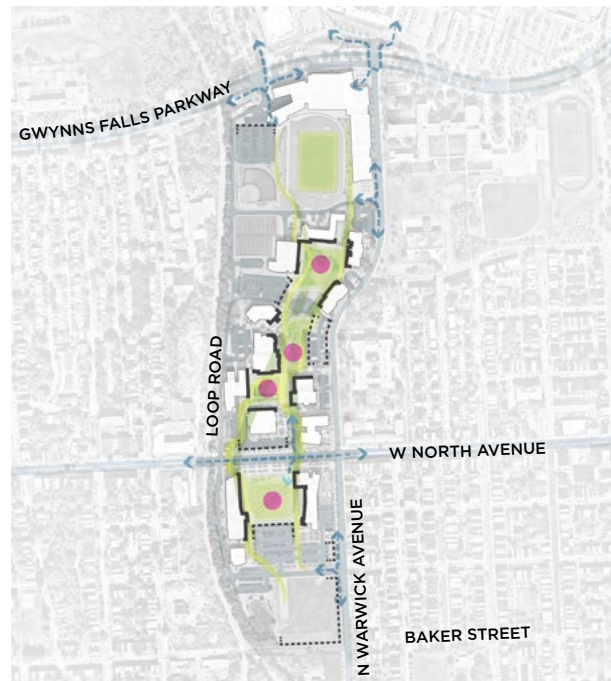 GWYNNS FALLS PARKWAY
LOOP ROAD
W NORTH AVENUE
N WARWICK AVENUE
BAKER STREET